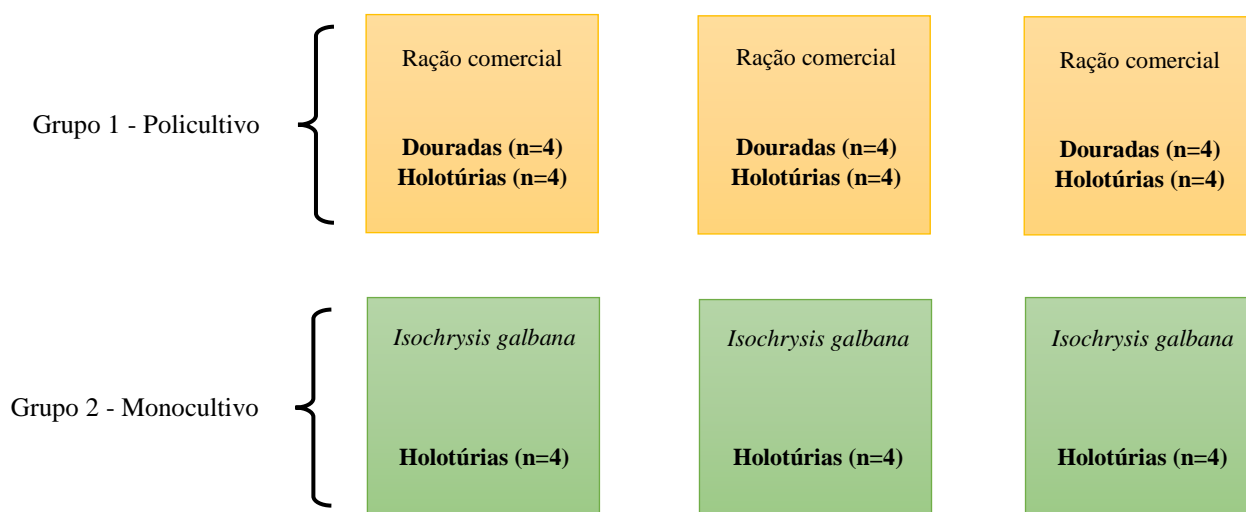 Grupo 1 - Policultivo
Ração comercial
Douradas (n=4)
Holotúrias (n=4)
Ração comercial
Douradas (n=4)
Holotúrias (n=4)
Ração comercial
Douradas (n=4)
Holotúrias (n=4)
Grupo 2 - Monocultivo
Isochrysis galbana
Holotúrias (n=4)
Isochrysis galbana
Holotúrias (n=4)
Isochrysis galbana
Holotúrias (n=4)